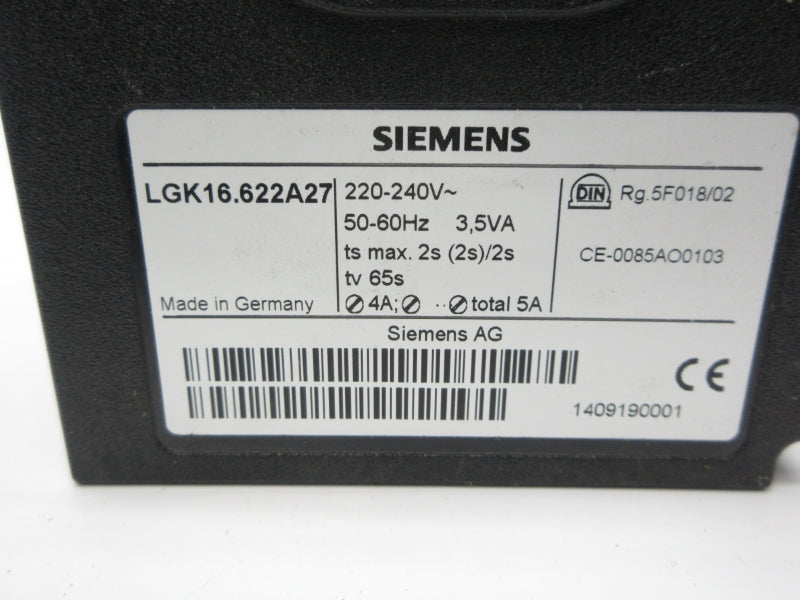 SIEMENS
LGK16.622A27
220-240V~
50-60Hz 3,5VA
ts max. 2s (2s)/2s
tv 65s
4A; ·· total 5A
Made in Germany
DIN Rg.5F018/02
CE-0085AO0103
Siemens AG
CE
1409190001